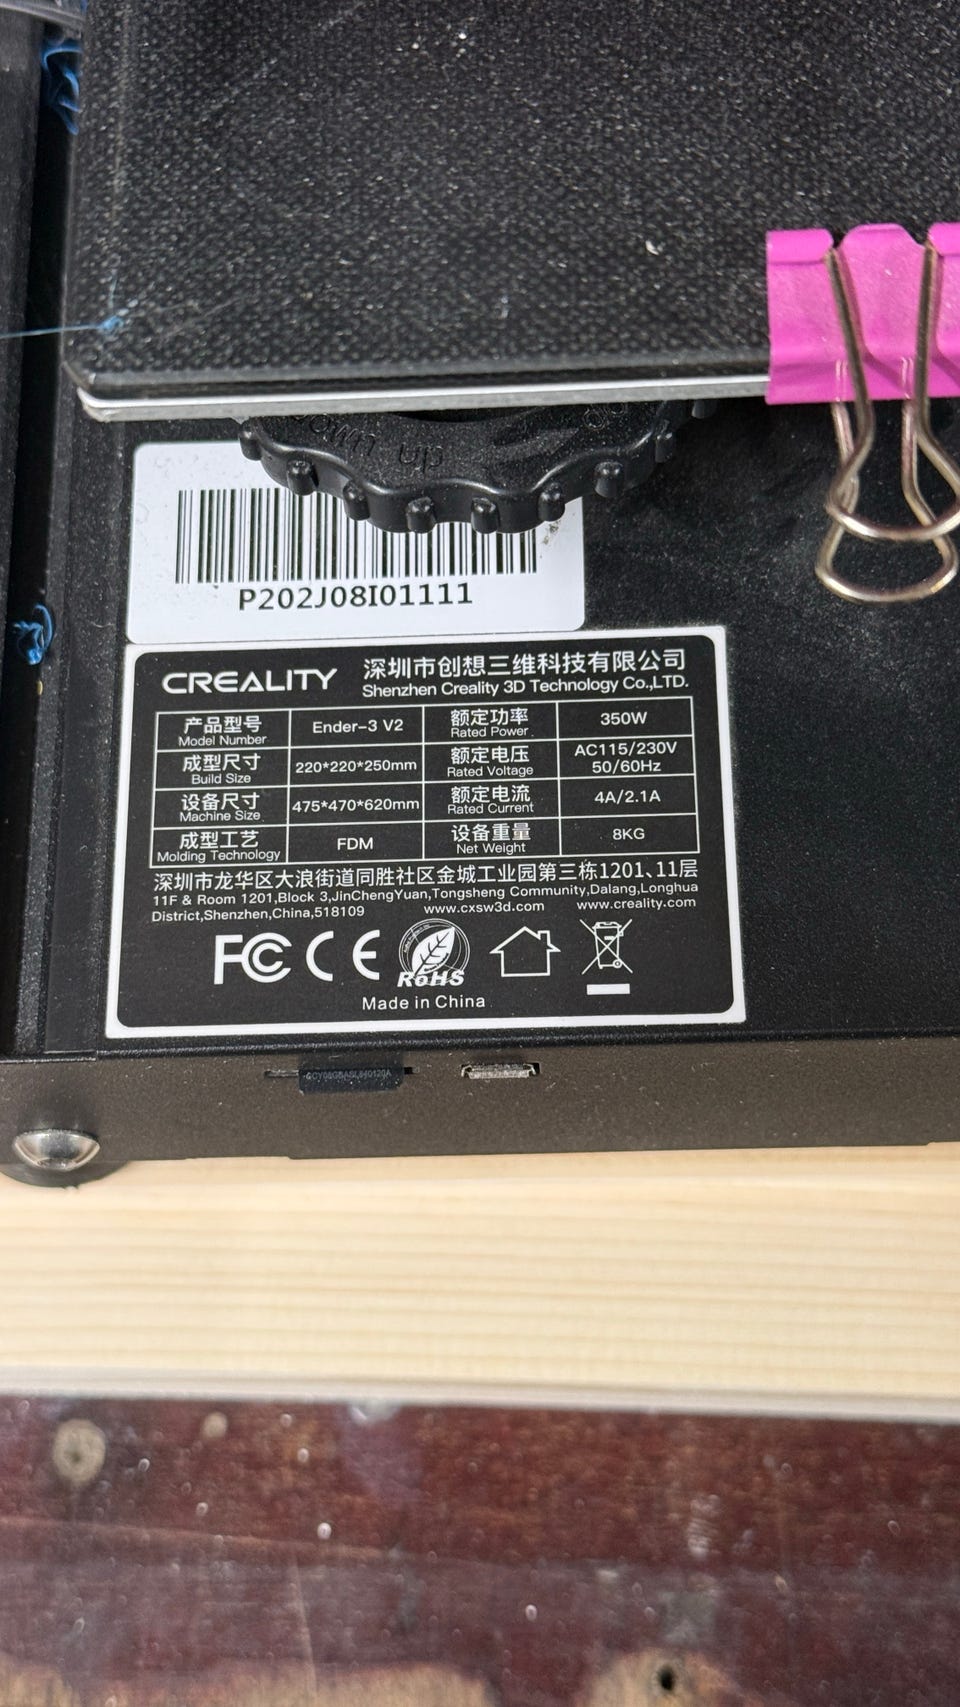 down up
P202J08I01111
CREALITY 深圳市创想三维科技有限公司
Shenzhen Creality 3D Technology Co.,LTD.
产品型号 Ender-3 V2 额定功率 350W
Model Number Rated Power
成型尺寸 220*220*250mm 额定电压 AC115/230V
Build Size Rated Voltage 50/60Hz
设备尺寸 475*470*620mm 额定电流 4A/2.1A
Machine Size Rated Current
成型工艺 FDM 设备重量 8KG
Molding Technology Net Weight
深圳市龙华区大浪街道同胜社区金城工业园第三栋1201、11层
11F & Room 1201,Block 3,JinChengYuan,Tongsheng Community,Dalang,Longhua
District,Shenzhen,China,518109 www.cxsw3d.com www.creality.com
FC CE RoHS
Made in China